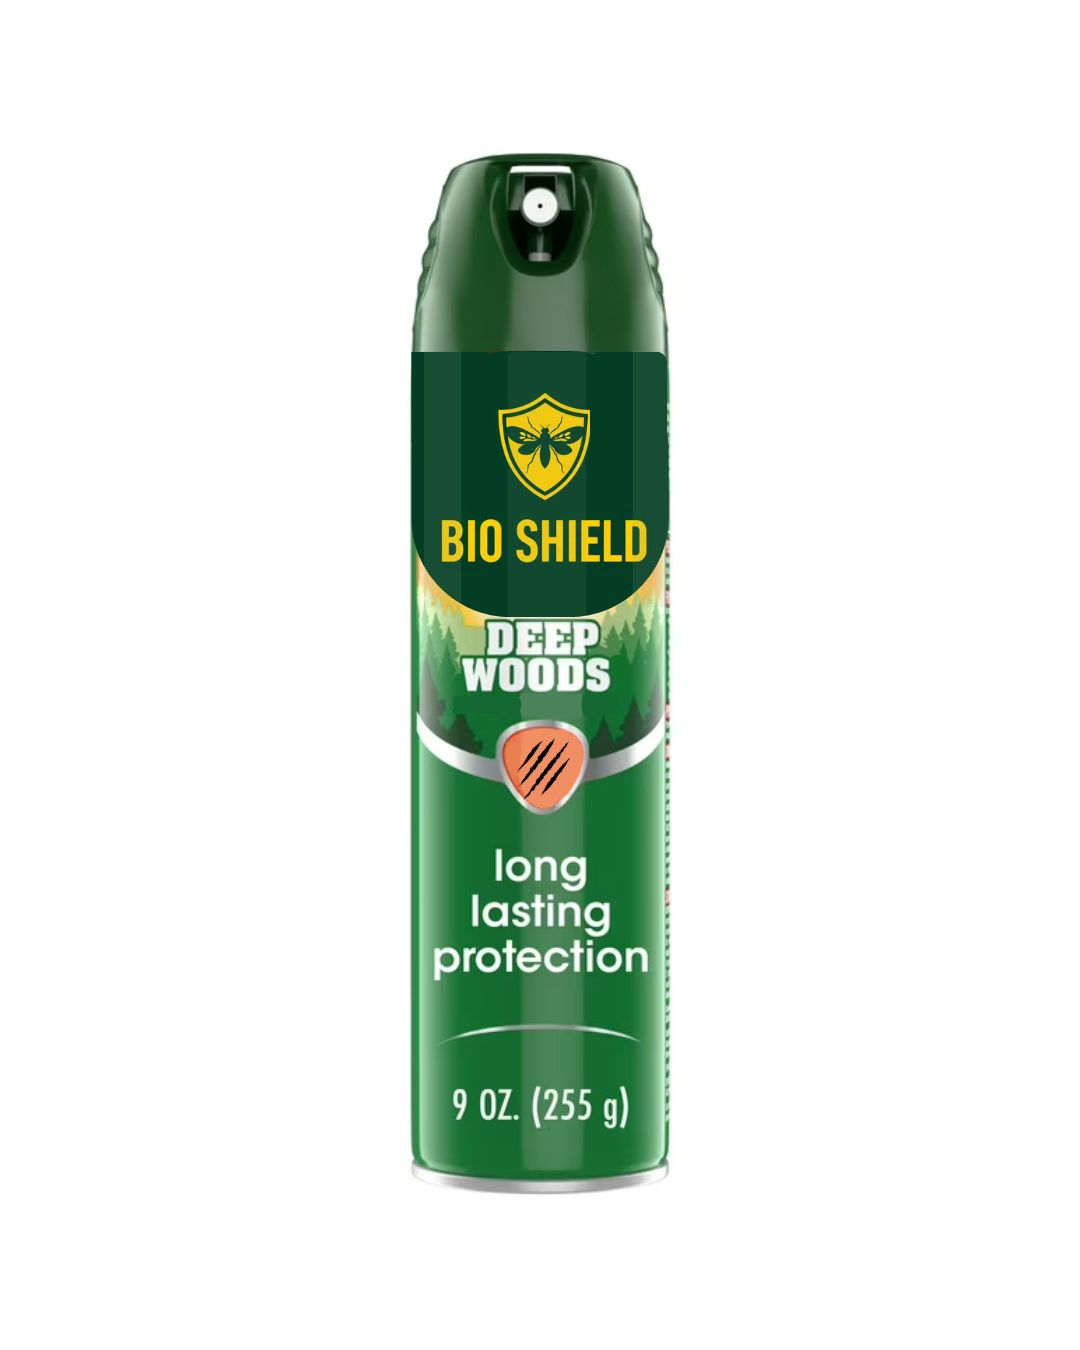 BIO SHIELD
DEEP
WOODS
long
lasting
protection
9 OZ. (255 g)